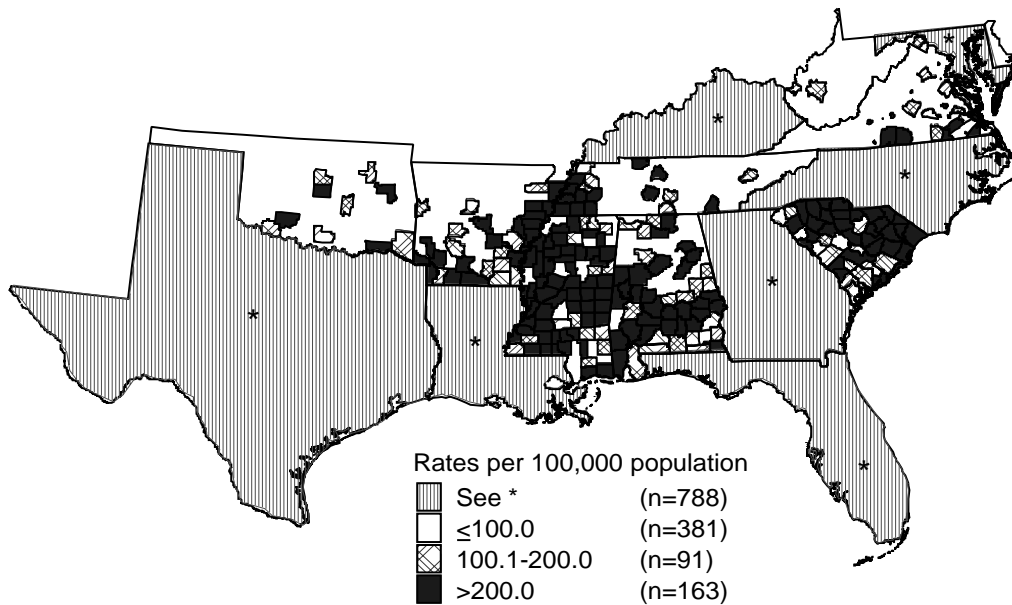 *
*
*
*
*
*
*
Rates per 100,000 population
See * (n=788)
≤100.0 (n=381)
100.1-200.0 (n=91)
>200.0 (n=163)